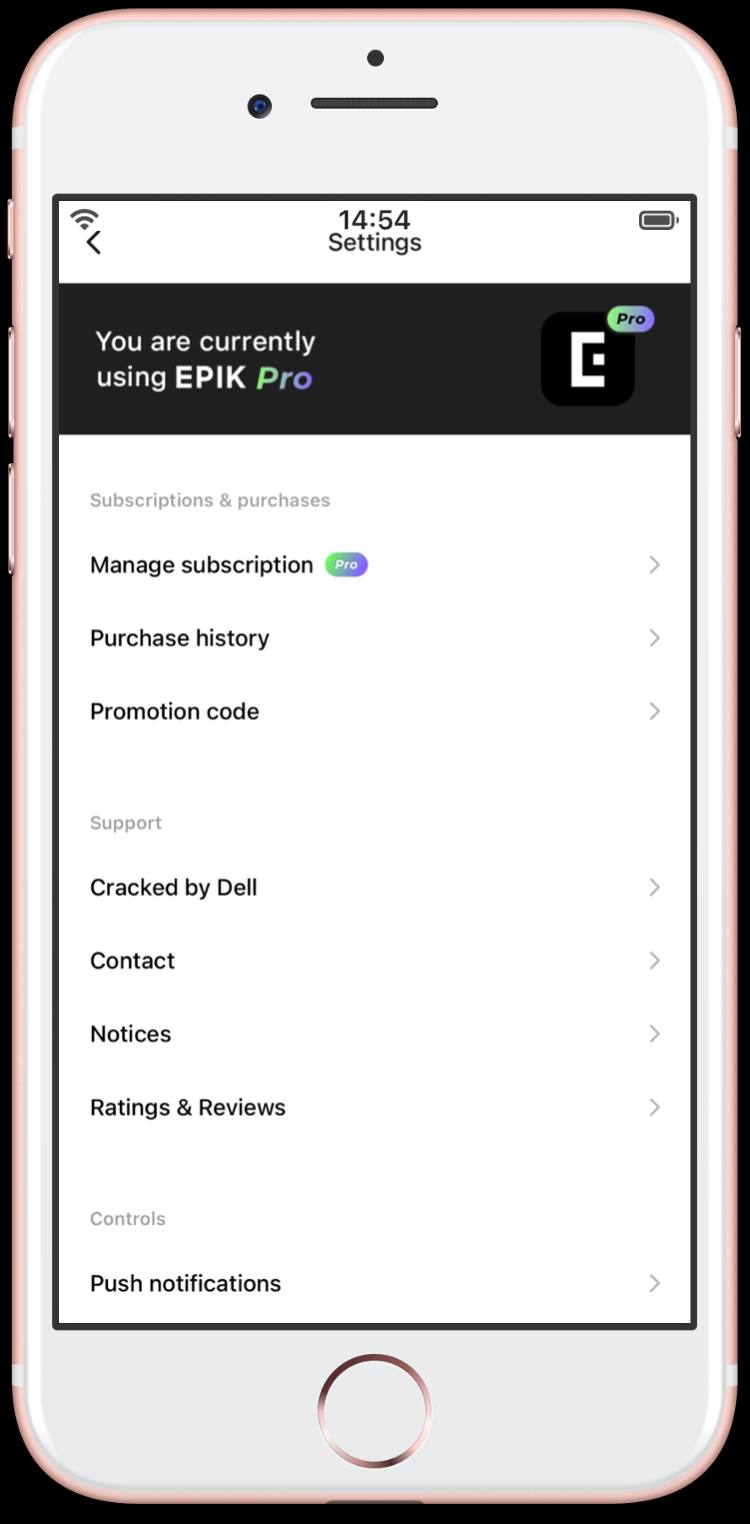 14:54
Settings
You are currently
using EPIK Pro
Pro
Subscriptions & purchases
Manage subscription Pro
Purchase history
Promotion code
Support
Cracked by Dell
Contact
Notices
Ratings & Reviews
Controls
Push notifications